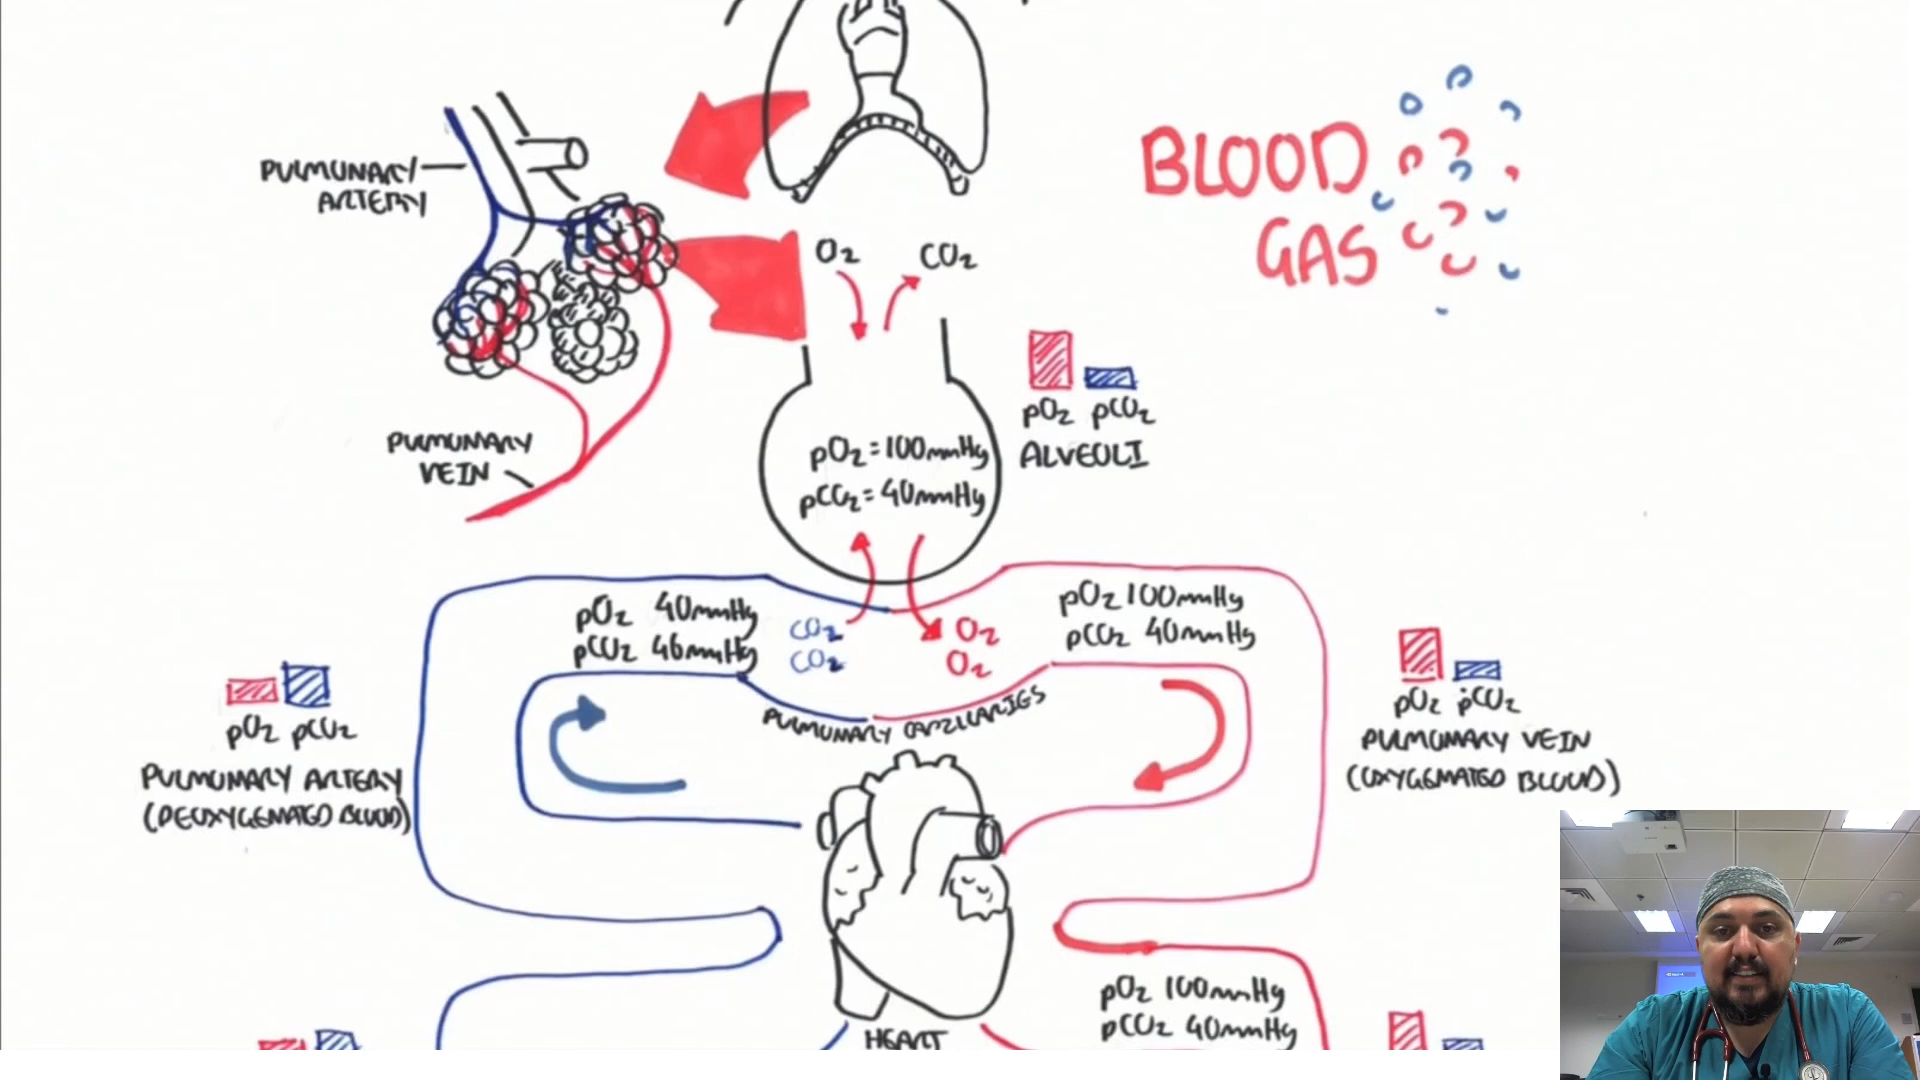 PULMUNARY
ARTERY
BLOOD
GAS
O2
CO2
pO2 pCO2
ALVEOLI
pO2=100mmHg
pCO2=40mmHg
PULMUNARY
VEIN
pO2 40mmHg
pCO2 46mmHg
CO2
CO2
O2
O2
pO2 100mmHg
pCO2 40mmHg
PULMUNARY CAPILLARIES
pO2 pCO2
PULMUNARY ARTERY
(DEOXYGENATED BLOOD)
pO2 pCO2
PULMUNARY VEIN
(OXYGENATED BLOOD)
pO2 100mmHg
pCO2 40mmHg
HEART